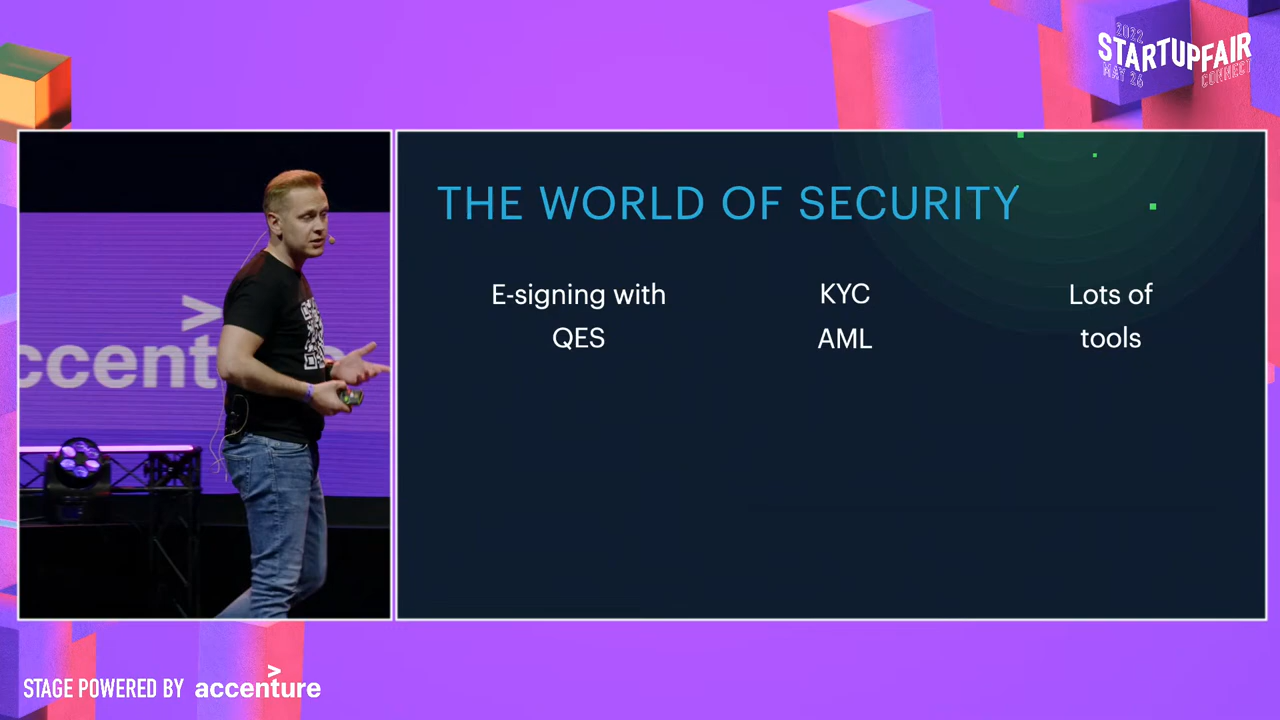 2022
STARTUPFAIR
MAY 26
CONNECT
THE WORLD OF SECURITY
E-signing with
QES
KYC
AML
Lots of
tools
>
accent
STAGE POWERED BY accenture